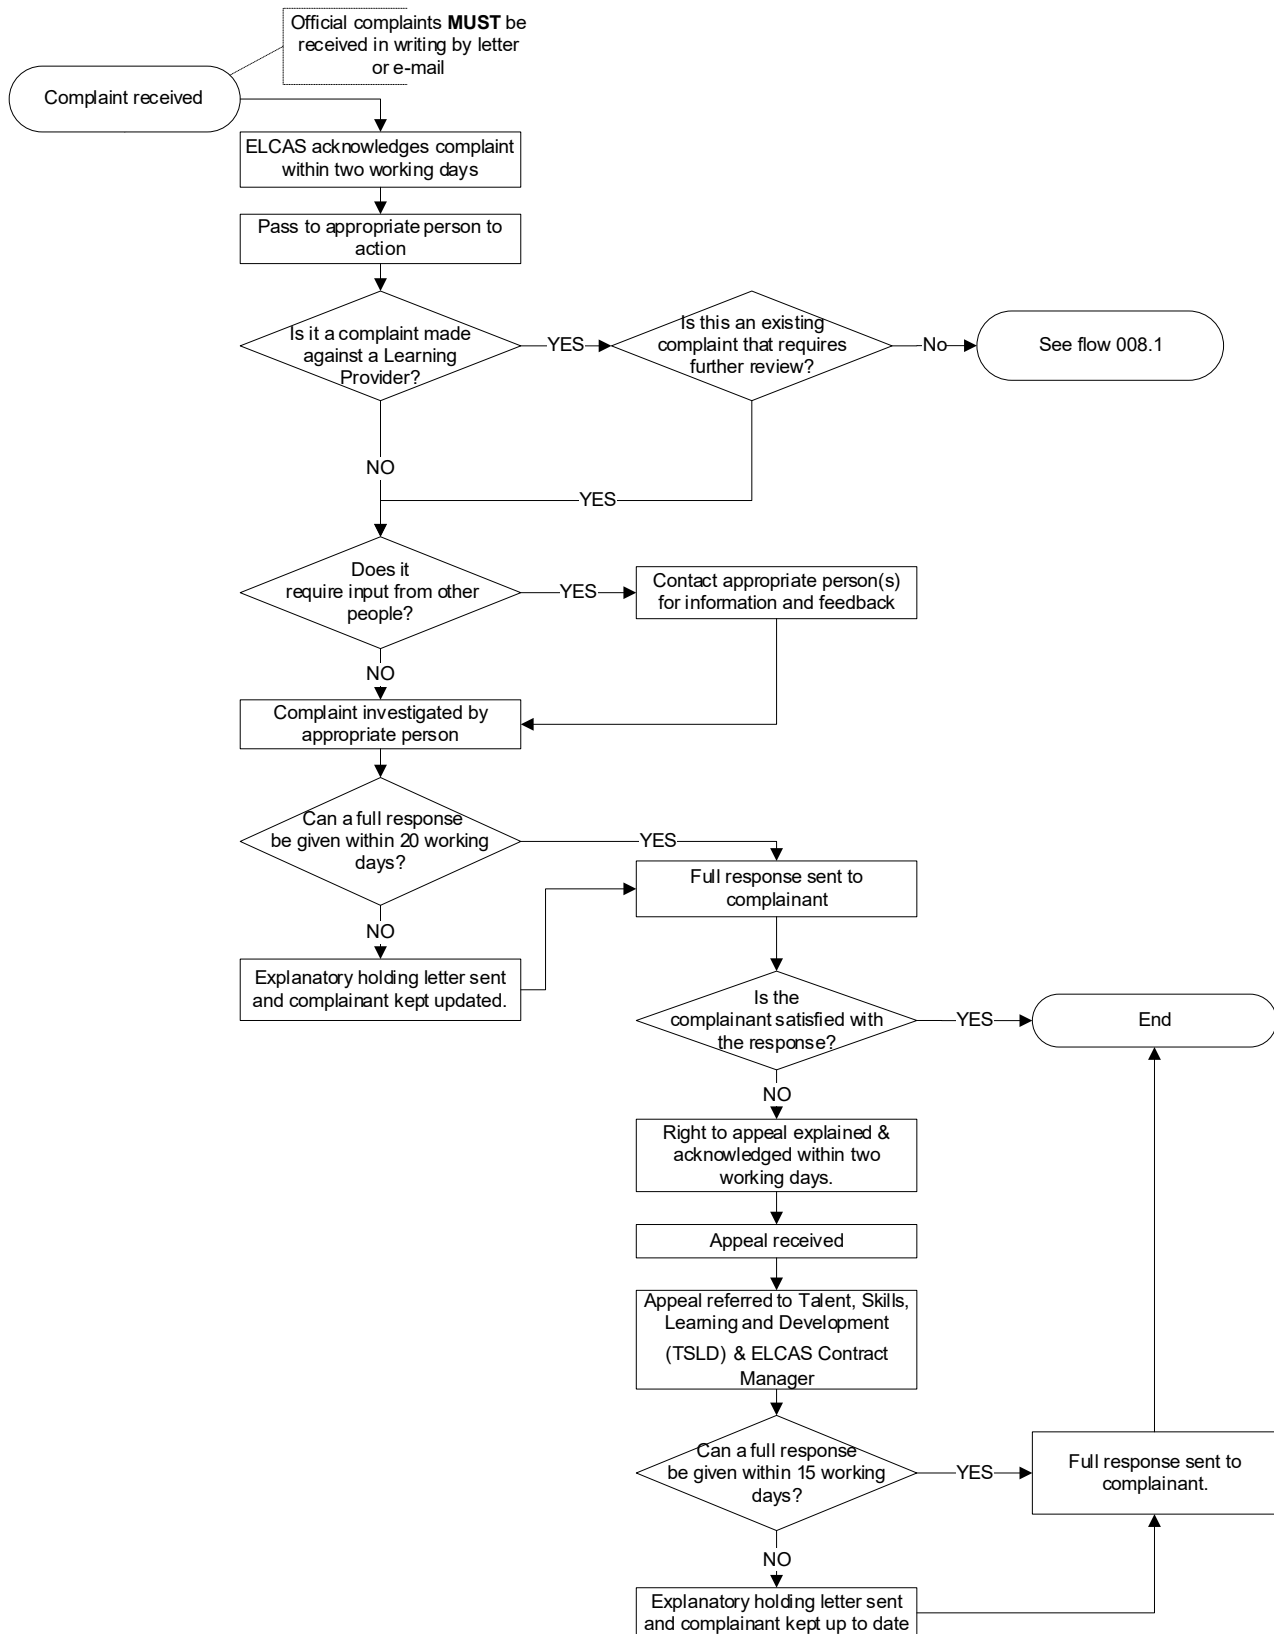 Official complaints MUST be
received in writing by letter
or e-mail
Complaint received
ELCAS acknowledges complaint
within two working days
Pass to appropriate person to
action
Is it a complaint made
against a Learning
Provider?
YES
Is this an existing
complaint that requires
further review?
No
See flow 008.1
NO
YES
Does it
require input from other
people?
YES
Contact appropriate person(s)
for information and feedback
NO
Complaint investigated by
appropriate person
Can a full response
be given within 20 working
days?
YES
Full response sent to
complainant
NO
Explanatory holding letter sent
and complainant kept updated.
Is the
complainant satisfied with
the response?
YES
End
NO
Right to appeal explained &
acknowledged within two
working days.
Appeal received
Appeal referred to Talent, Skills,
Learning and Development
(TSLD) & ELCAS Contract
Manager
Can a full response
be given within 15 working
days?
YES
Full response sent to
complainant.
NO
Explanatory holding letter sent
and complainant kept up to date